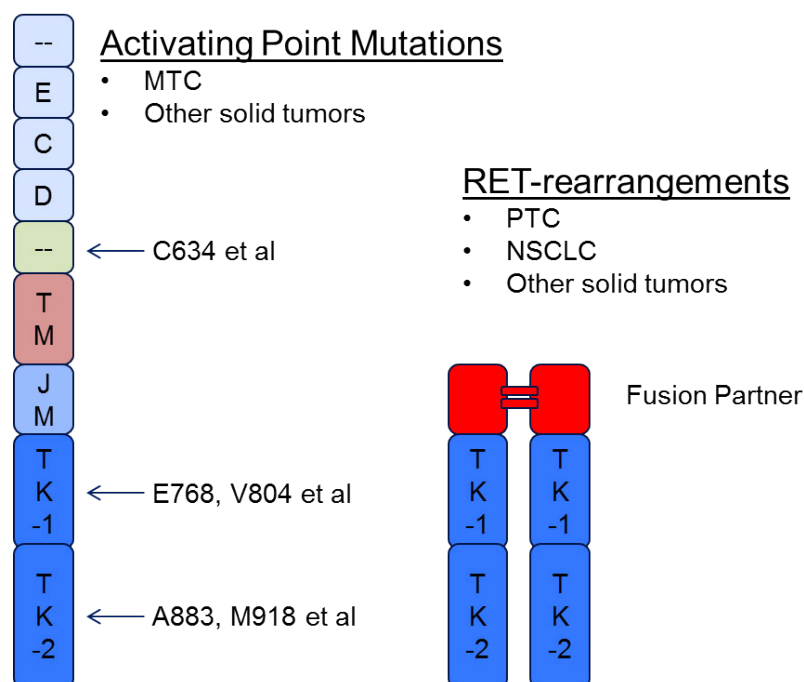 --
E
C
D
--
T
M
J
M
T
K
-1
T
K
-2
Activating Point Mutations
• MTC
• Other solid tumors
C634 et al
E768, V804 et al
A883, M918 et al
RET-rearrangements
• PTC
• NSCLC
• Other solid tumors
Fusion Partner
T
K
-1
T
K
-2
T
K
-1
T
K
-2